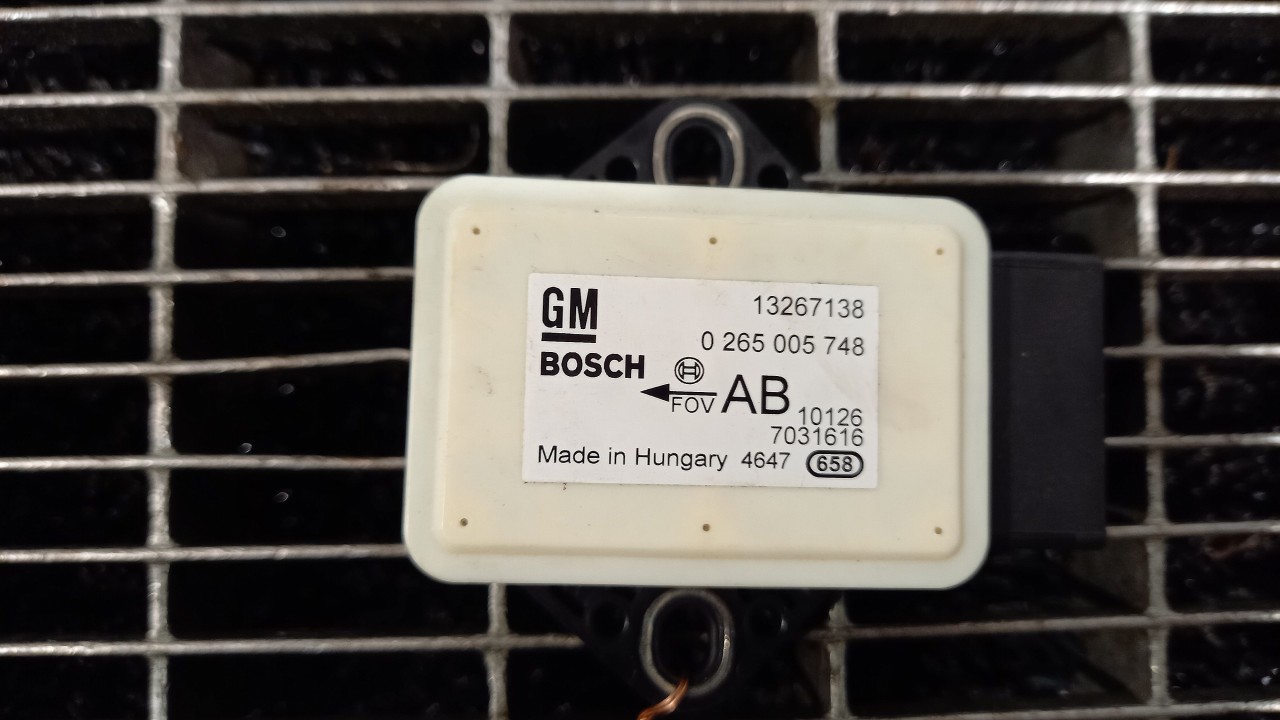 GM
13267138
0 265 005 748
BOSCH
FOV
AB
10126
7031616
Made in Hungary 4647 658